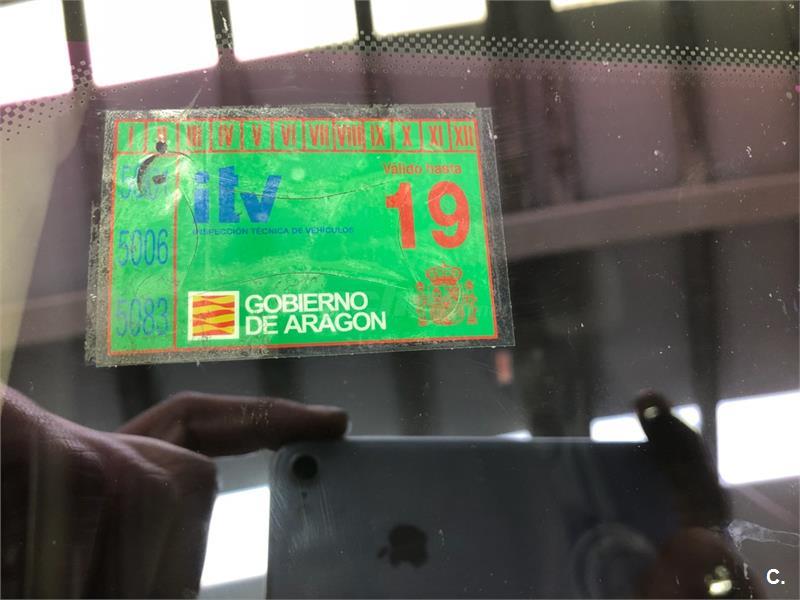 I II III IV V VI VII VIII IX X XI XII
Válido hasta
19
itv
INSPECCIÓN TÉCNICA DE VEHÍCULOS
5006
5083
GOBIERNO
DE ARAGON
C.